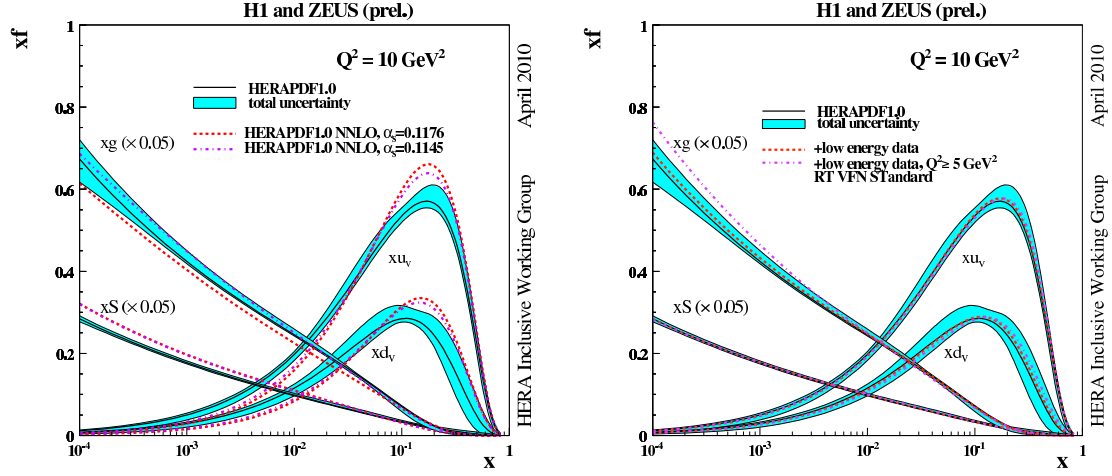 H1 and ZEUS (prel.)
xf
1
Q² = 10 GeV²
HERAPDF1.0
total uncertainty
0.8
HERAPDF1.0 NNLO, αs=0.1176
HERAPDF1.0 NNLO, αs=0.1145
xg (× 0.05)
0.6
xuv
0.4
xS (× 0.05)
xdv
0.2
0
10⁻⁴
10⁻³
10⁻²
10⁻¹
1
x
HERA Inclusive Working Group April 2010
H1 and ZEUS (prel.)
xf
1
Q² = 10 GeV²
HERAPDF1.0
total uncertainty
0.8
+low energy data
+low energy data, Q²≥ 5 GeV²
RT VFN STandard
xg (× 0.05)
0.6
xuv
0.4
xS (× 0.05)
xdv
0.2
0
10⁻⁴
10⁻³
10⁻²
10⁻¹
1
x
HERA Inclusive Working Group April 2010